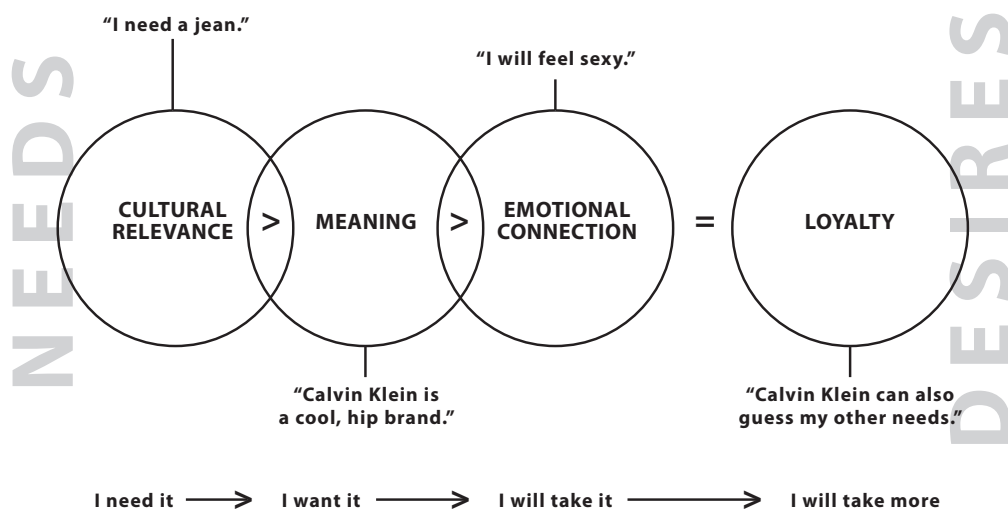 “I need a jean.”
“I will feel sexy.”
NEEDS
CULTURAL
RELEVANCE
>
MEANING
>
EMOTIONAL
CONNECTION
=
LOYALTY
DESIRES
“Calvin Klein is
a cool, hip brand.”
“Calvin Klein can also
guess my other needs.”
I need it
I want it
I will take it
I will take more